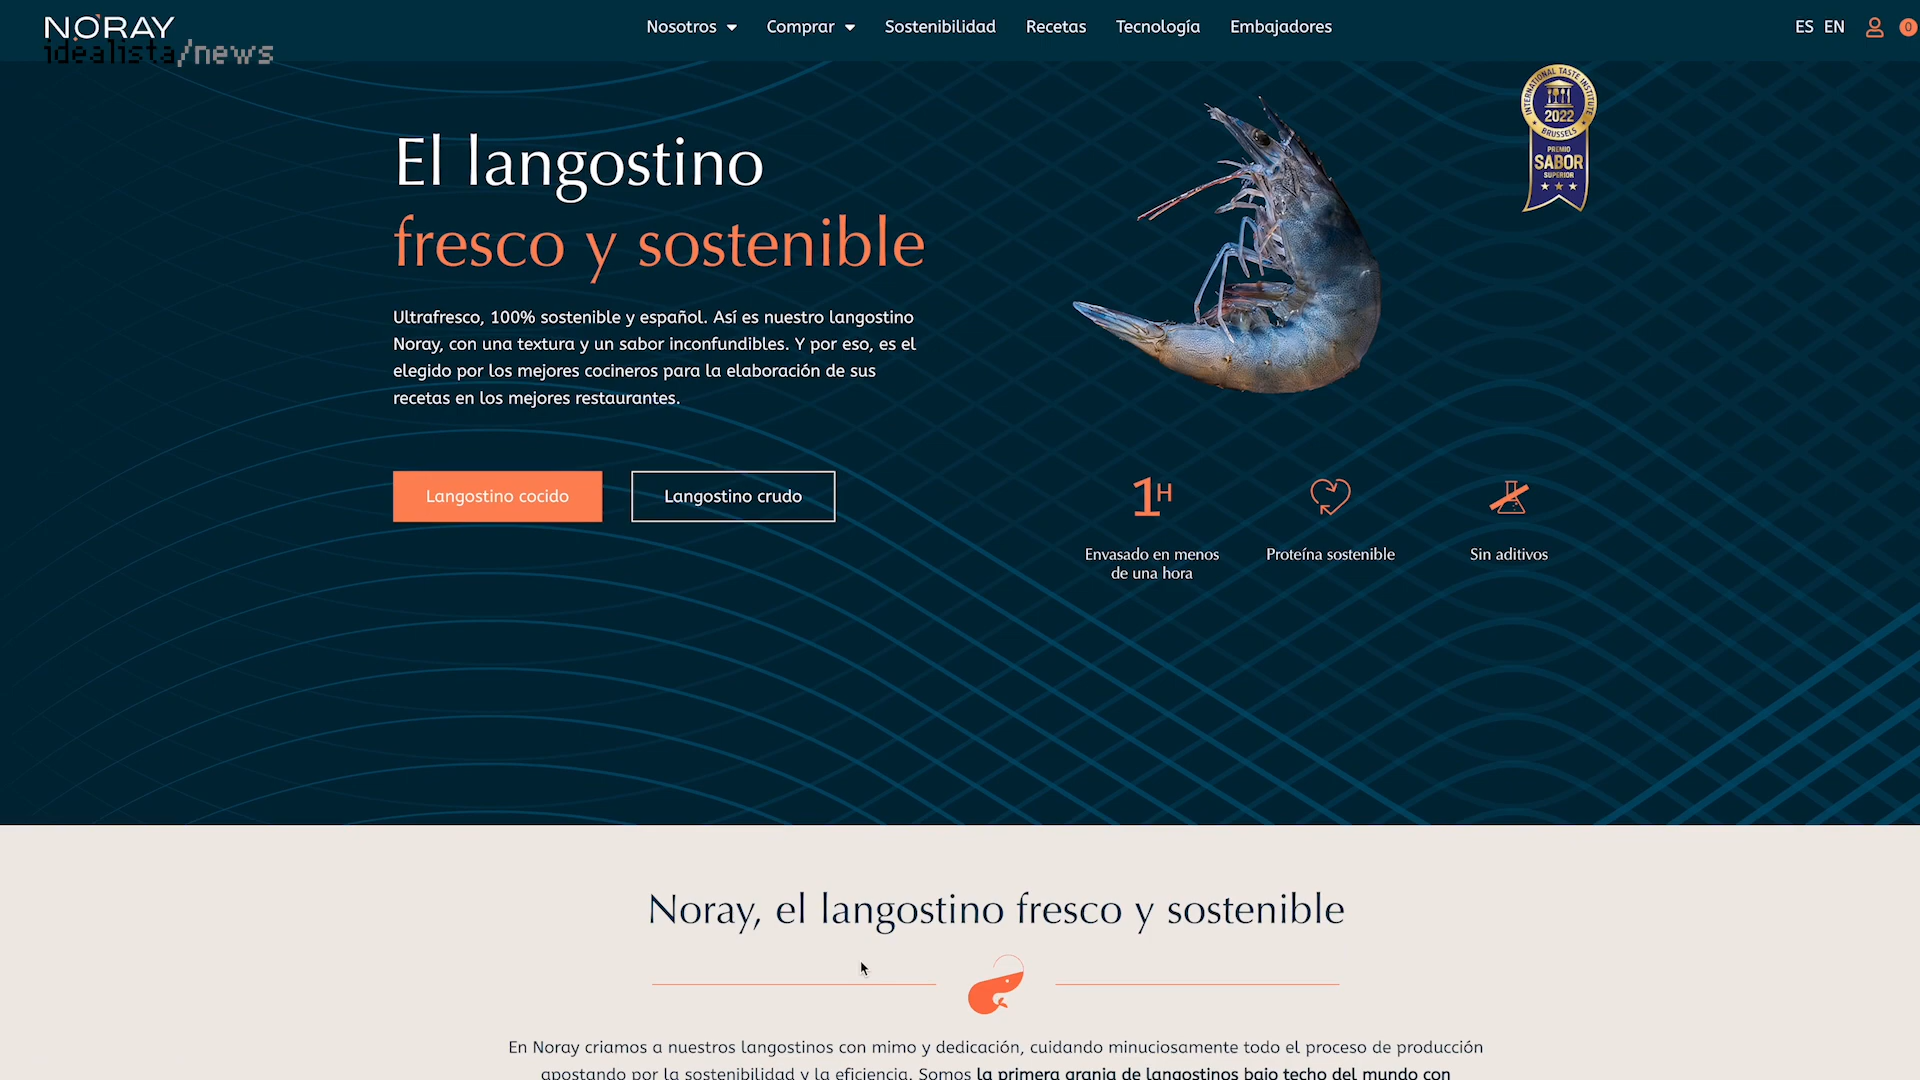 NORAY
idealista/news
Nosotros
Comprar
Sostenibilidad
Recetas
Tecnología
Embajadores
ES EN
0
El langostino
fresco y sostenible
Ultrafresco, 100% sostenible y español. Así es nuestro langostino
Noray, con una textura y un sabor inconfundibles. Y por eso, es el
elegido por los mejores cocineros para la elaboración de sus
recetas en los mejores restaurantes.
Langostino cocido
Langostino crudo
INTERNATIONAL TASTE INSTITUTE
2022
BRUSSELS
PREMIO
SABOR
SUPERIOR
1H
Envasado en menos
de una hora
Proteína sostenible
Sin aditivos
Noray, el langostino fresco y sostenible
En Noray criamos a nuestros langostinos con mimo y dedicación, cuidando minuciosamente todo el proceso de producción
apostando por la sostenibilidad y la eficiencia. Somos la primera granja de langostinos bajo techo del mundo con